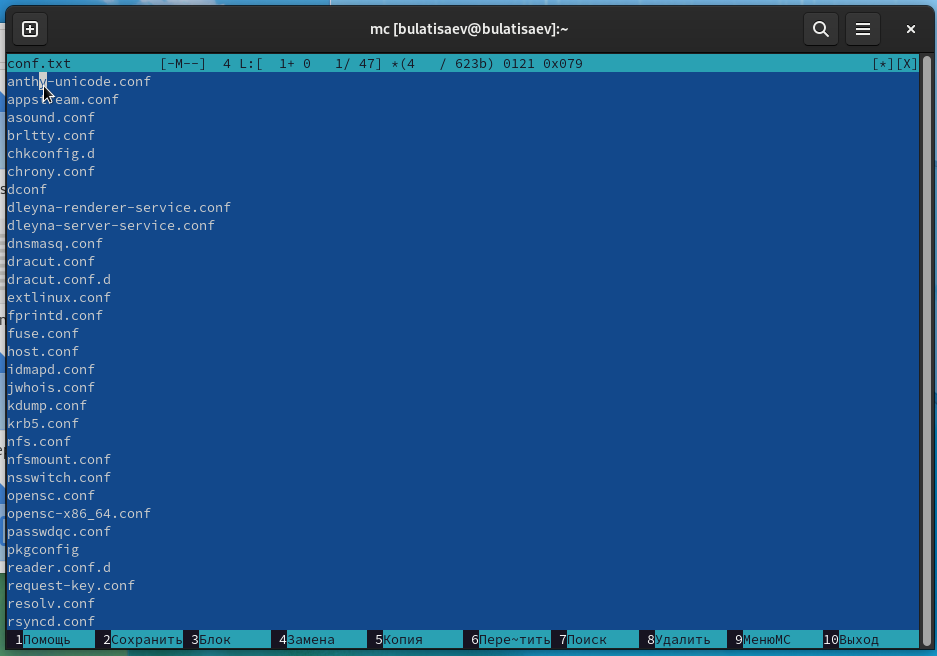 mc [bulatisaev@bulatisaev]:~
conf.txt [-M--] 4 L:[ 1+ 0 1/ 47] *(4 / 623b) 0121 0x079 [*][X]
anthy-unicode.conf
appstream.conf
asound.conf
brltty.conf
chkconfig.d
chrony.conf
dconf
dleyna-renderer-service.conf
dleyna-server-service.conf
dnsmasq.conf
dracut.conf
dracut.conf.d
extlinux.conf
fprintd.conf
fuse.conf
host.conf
idmapd.conf
jwhois.conf
kdump.conf
krb5.conf
nfs.conf
nfsmount.conf
nsswitch.conf
opensc.conf
opensc-x86_64.conf
passwdqc.conf
pkgconfig
reader.conf.d
request-key.conf
resolv.conf
rsyncd.conf
1Помощь 2Сохранить 3Блок 4Замена 5Копия 6Пере~тить 7Поиск 8Удалить 9МенюMC 10Выход